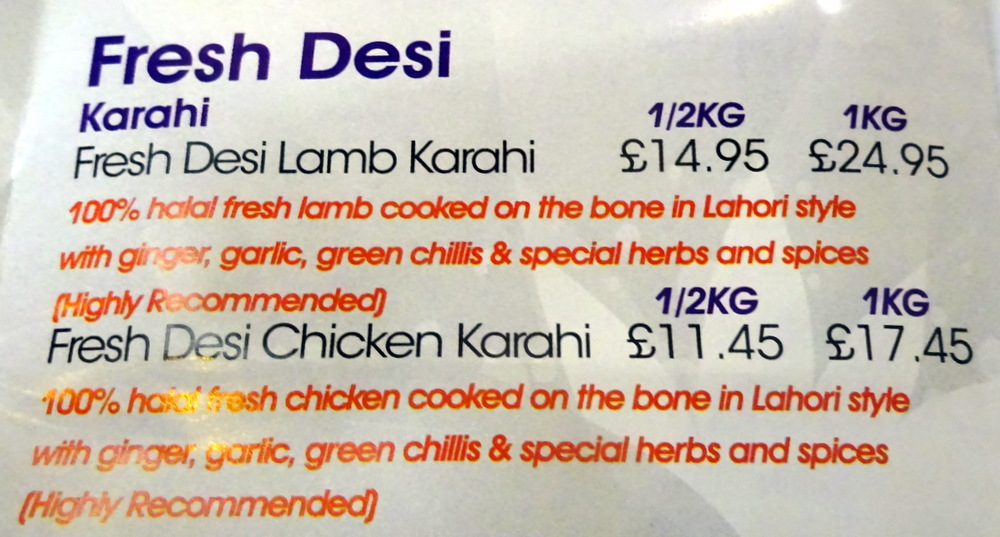 Fresh Desi
Karahi 1/2KG 1KG
Fresh Desi Lamb Karahi £14.95 £24.95
100% halal fresh lamb cooked on the bone in Lahori style
with ginger, garlic, green chillis & special herbs and spices
(Highly Recommended) 1/2KG 1KG
Fresh Desi Chicken Karahi £11.45 £17.45
100% halal fresh chicken cooked on the bone in Lahori style
with ginger, garlic, green chillis & special herbs and spices
(Highly Recommended)